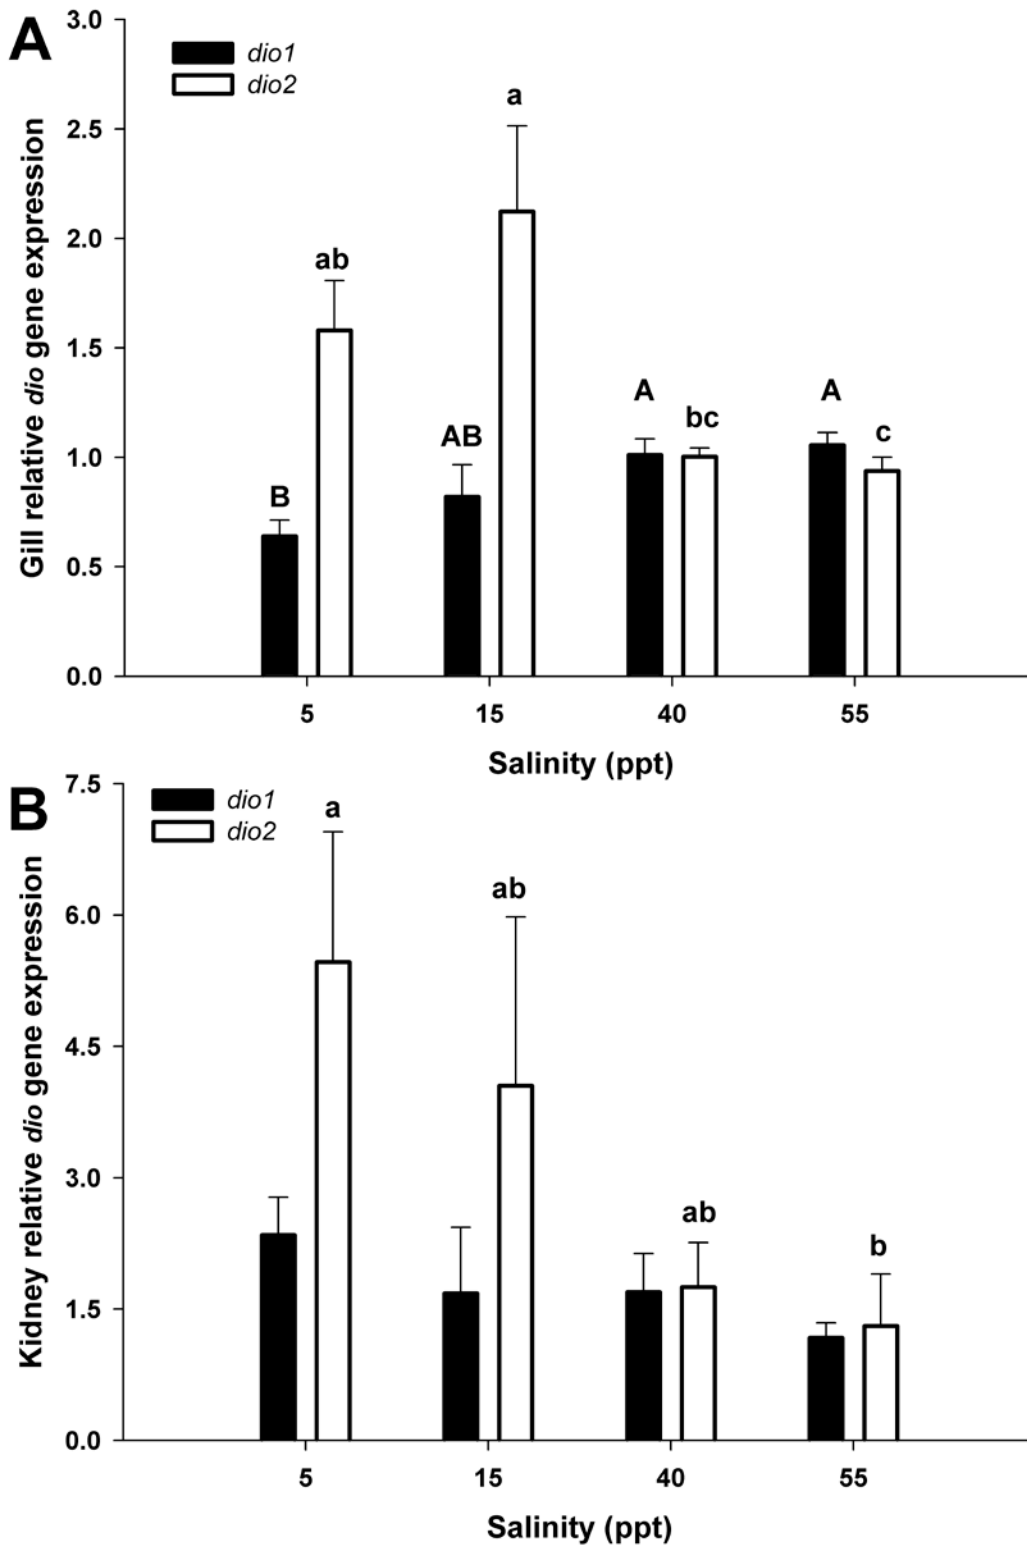 A
3.0
dio1
dio2
a
2.5
Gill relative dio gene expression
2.0
ab
1.5
A
A
bc
AB
c
1.0
B
0.5
0.0
5
15
40
55
Salinity (ppt)
B
7.5
dio1
dio2
a
ab
6.0
Kidney relative dio gene expression
4.5
3.0
ab
b
1.5
0.0
5
15
40
55
Salinity (ppt)